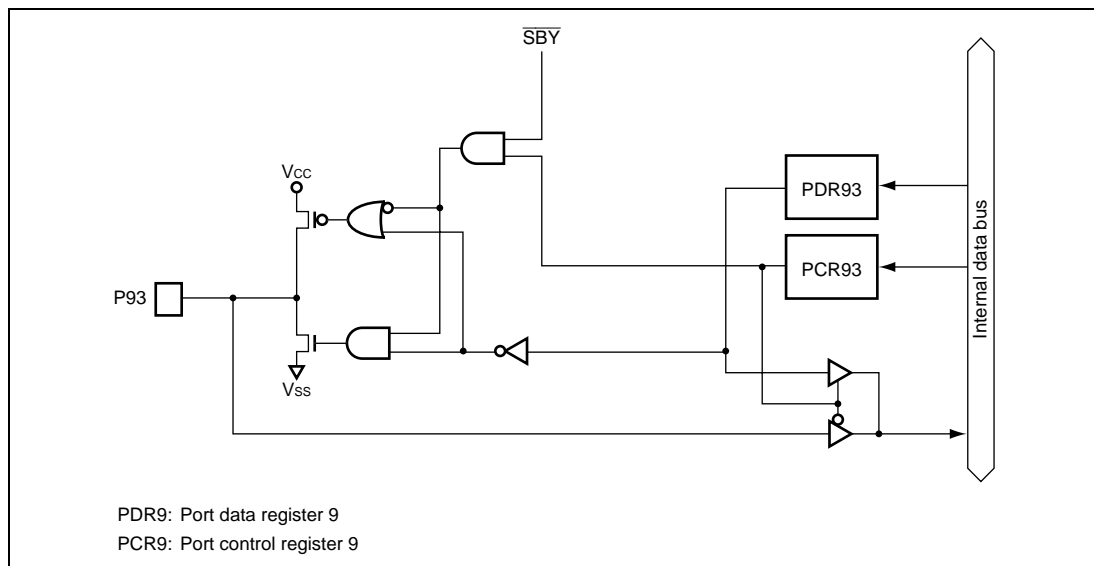 SBY
PDR93
VCC
PCR93
P93
Internal data bus
VSS
PDR9: Port data register 9
PCR9: Port control register 9